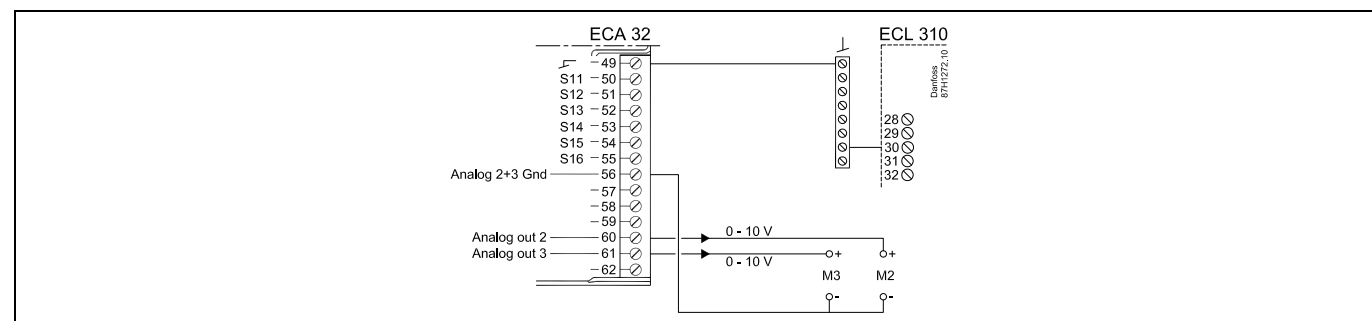 ECA 32
ECL 310
49
S11 50
S12 51
S13 52
S14 53
S15 54
S16 55
Analog 2+3 Gnd 56
57
58
59
Analog out 2 60
Analog out 3 61
62
0 - 10 V
0 - 10 V
+
+
M3
M2
-
-
Danfoss
87H1272.10
28
29
30
31
32